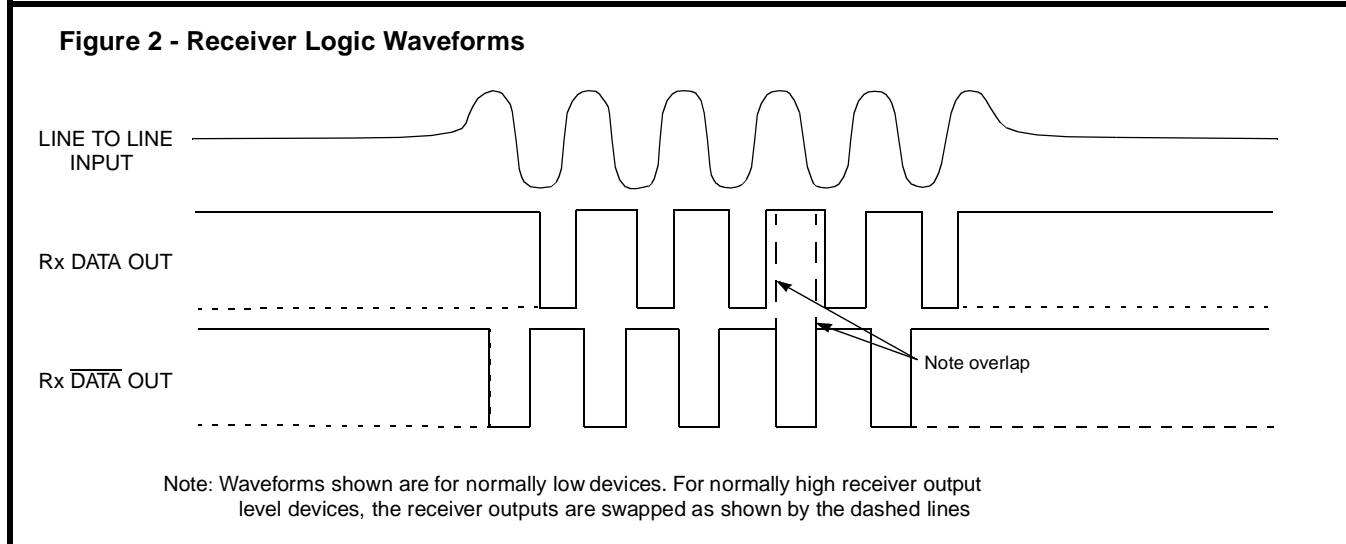 Figure 2 - Receiver Logic Waveforms
LINE TO LINE
INPUT
Rx DATA OUT
Rx D̅A̅T̅A̅ OUT
Note overlap
Note: Waveforms shown are for normally low devices. For normally high receiver output
level devices, the receiver outputs are swapped as shown by the dashed lines